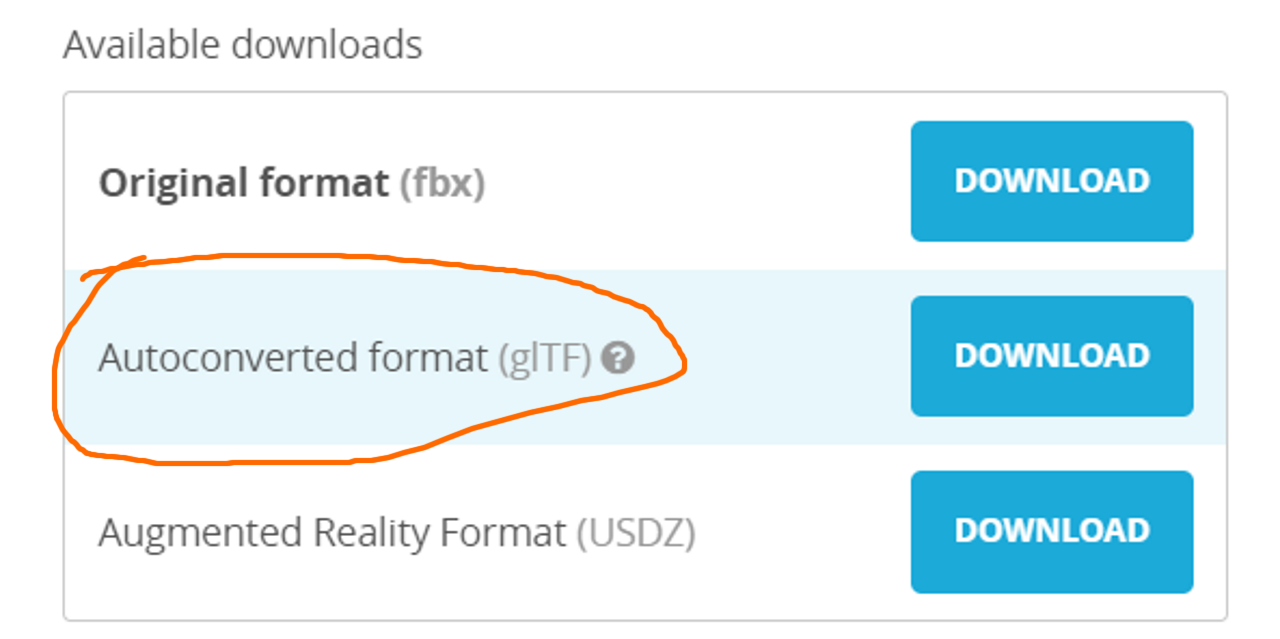 Available downloads
Original format (fbx) DOWNLOAD
Autoconverted format (glTF) ? DOWNLOAD
Augmented Reality Format (USDZ) DOWNLOAD